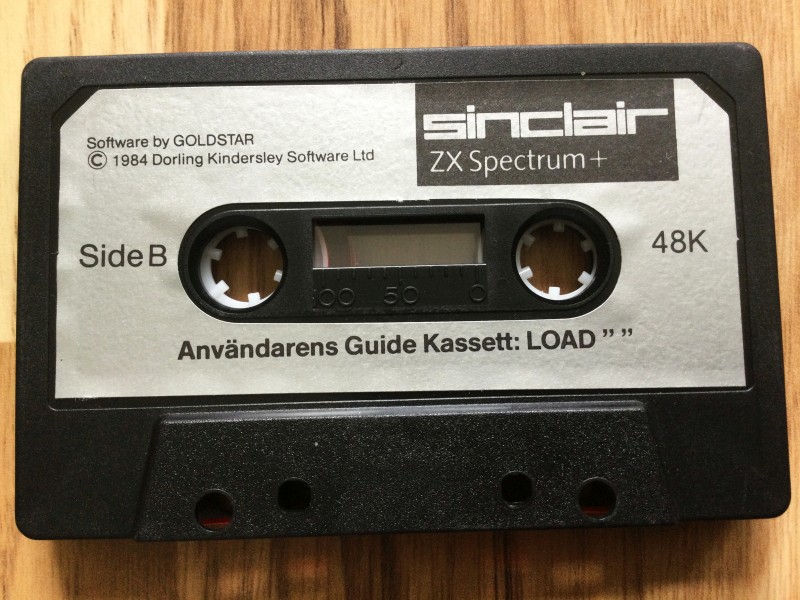 Software by GOLDSTAR
© 1984 Dorling Kindersley Software Ltd
sinclair
ZX Spectrum+
Side B
48K
100 50 0
Användarens Guide Kassett: LOAD ” ”